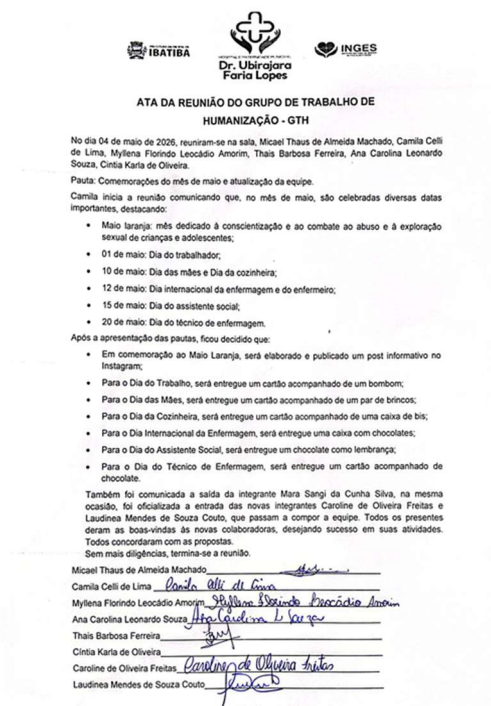 PREFEITURA MUNICIPAL DE
IBATIBA
HOSPITAL E MATERNIDADE MUNICIPAL
Dr. Ubirajara
Faria Lopes
INGES
ATA DA REUNIÃO DO GRUPO DE TRABALHO DE
HUMANIZAÇÃO - GTH
No dia 04 de maio de 2026, reuniram-se na sala, Micael Thaus de Almeida Machado, Camila Celli
de Lima, Myllena Florindo Leocádio Amorim, Thais Barbosa Ferreira, Ana Carolina Leonardo
Souza, Cintia Karla de Oliveira.
Pauta: Comemorações do mês de maio e atualização da equipe.
Camila inicia a reunião comunicando que, no mês de maio, são celebradas diversas datas
importantes, destacando:
• Maio laranja: mês dedicado à conscientização e ao combate ao abuso e à exploração
sexual de crianças e adolescentes;
• 01 de maio: Dia do trabalhador;
• 10 de maio: Dia das mães e Dia da cozinheira;
• 12 de maio: Dia internacional da enfermagem e do enfermeiro;
• 15 de maio: Dia do assistente social;
• 20 de maio: Dia do técnico de enfermagem.
Após a apresentação das pautas, ficou decidido que:
• Em comemoração ao Maio Laranja, será elaborado e publicado um post informativo no
Instagram;
• Para o Dia do Trabalho, será entregue um cartão acompanhado de um bombom;
• Para o Dia das Mães, será entregue um cartão acompanhado de um par de brincos;
• Para o Dia da Cozinheira, será entregue um cartão acompanhado de uma caixa de bis;
• Para o Dia Internacional da Enfermagem, será entregue uma caixa com chocolates;
• Para o Dia do Assistente Social, será entregue um chocolate como lembrança;
• Para o Dia do Técnico de Enfermagem, será entregue um cartão acompanhado de
chocolate.
Também foi comunicada a saída da integrante Mara Sangi da Cunha Silva, na mesma
ocasião, foi oficializada a entrada das novas integrantes Caroline de Oliveira Freitas e
Laudinea Mendes de Souza Couto, que passam a compor a equipe. Todos os presentes
deram as boas-vindas às novas colaboradoras, desejando sucesso em suas atividades.
Todos concordaram com as propostas.
Sem mais diligências, termina-se a reunião.
Micael Thaus de Almeida Machado
Camila Celli de Lima Camila Celli de Lima
Myllena Florindo Leocádio Amorim Myllena Florindo Leocádio Amorim
Ana Carolina Leonardo Souza Ana Carolina L Souza
Thais Barbosa Ferreira
Cíntia Karla de Oliveira
Caroline de Oliveira Freitas Caroline de Oliveira Freitas
Laudinea Mendes de Souza Couto